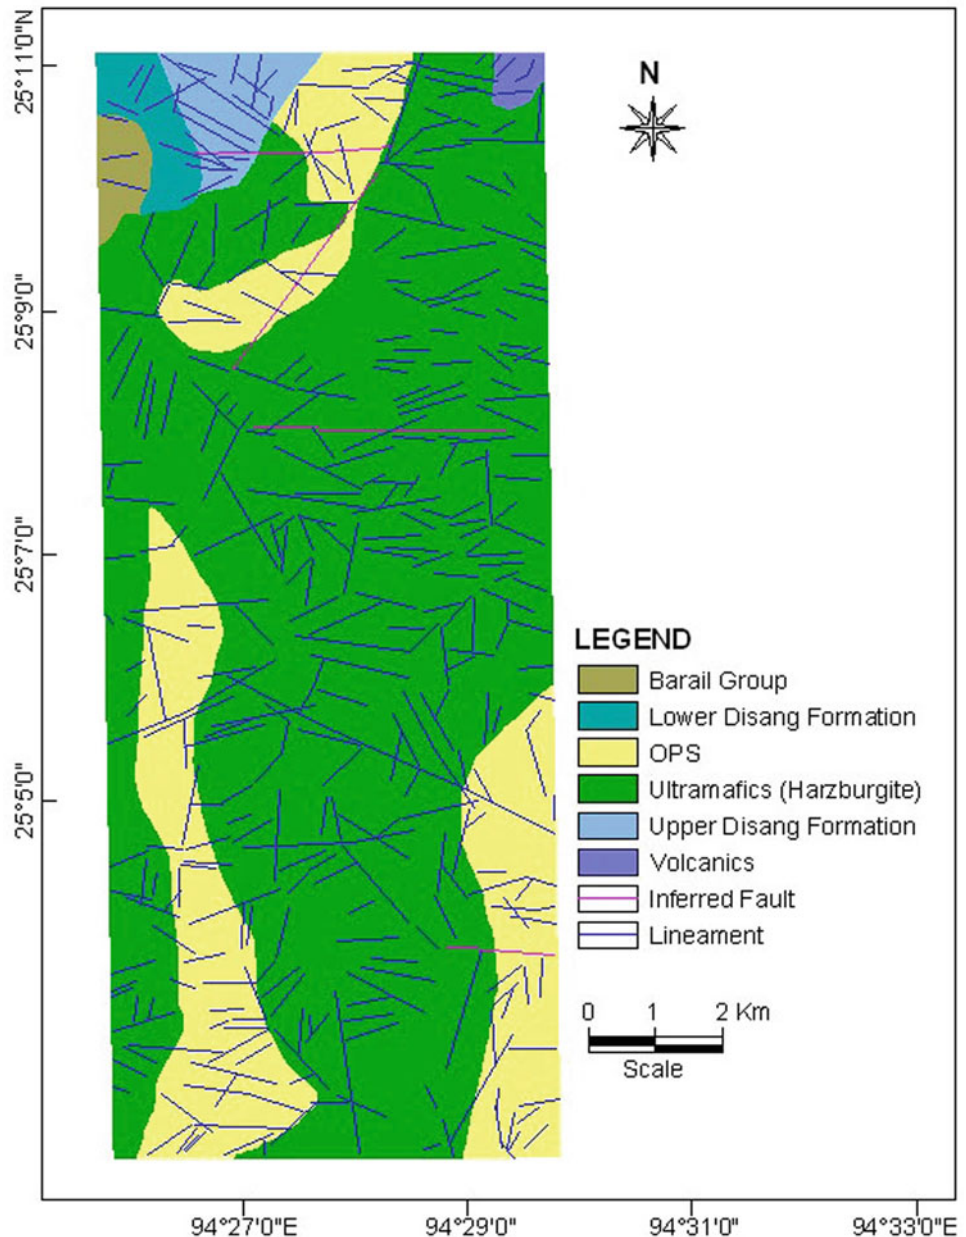 25°11'0"N
25°9'0"
25°7'0"
25°5'0"
N
LEGEND
Barail Group
Lower Disang Formation
OPS
Ultramafics (Harzburgite)
Upper Disang Formation
Volcanics
Inferred Fault
Lineament
0 1 2 Km
Scale
94°27'0"E 94°29'0" 94°31'0" 94°33'0"E